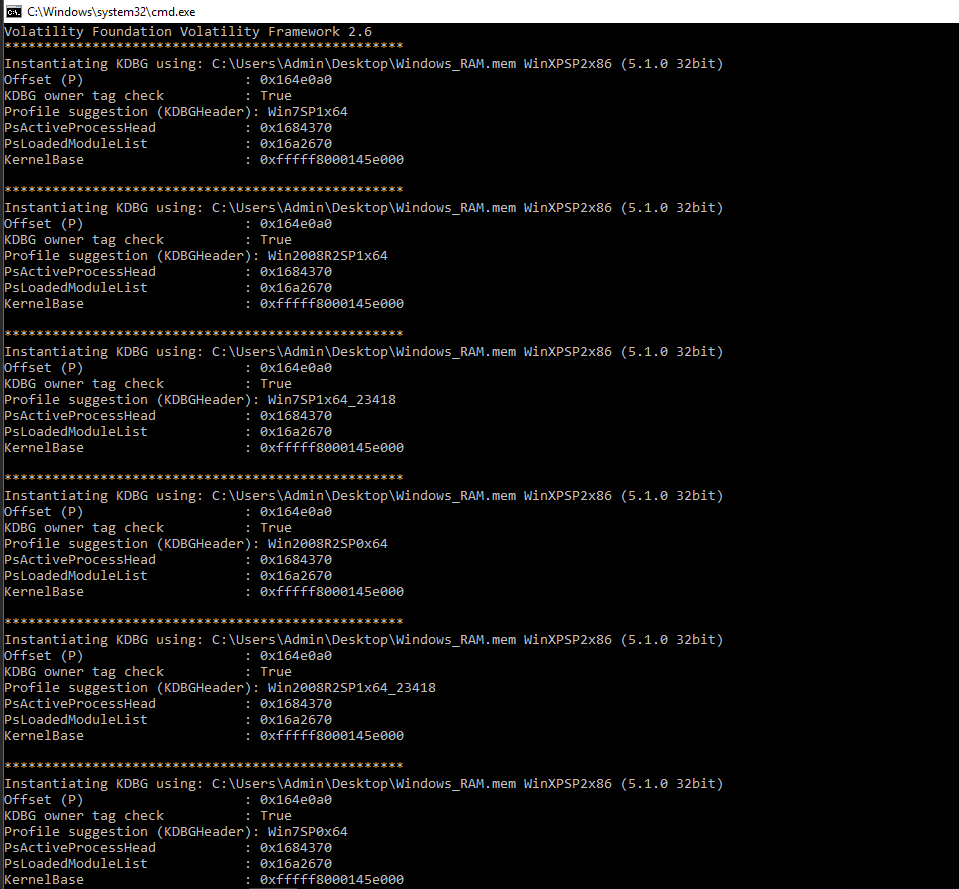 C:\Windows\system32\cmd.exe
Volatility Foundation Volatility Framework 2.6
**************************************************
Instantiating KDBG using: C:\Users\Admin\Desktop\Windows_RAM.mem WinXPSP2x86 (5.1.0 32bit)
Offset (P)                    : 0x164e0a0
KDBG owner tag check          : True
Profile suggestion (KDBGHeader): Win7SP1x64
PsActiveProcessHead           : 0x1684370
PsLoadedModuleList            : 0x16a2670
KernelBase                    : 0xfffff8000145e000
**************************************************
Instantiating KDBG using: C:\Users\Admin\Desktop\Windows_RAM.mem WinXPSP2x86 (5.1.0 32bit)
Offset (P)                    : 0x164e0a0
KDBG owner tag check          : True
Profile suggestion (KDBGHeader): Win2008R2SP1x64
PsActiveProcessHead           : 0x1684370
PsLoadedModuleList            : 0x16a2670
KernelBase                    : 0xfffff8000145e000
**************************************************
Instantiating KDBG using: C:\Users\Admin\Desktop\Windows_RAM.mem WinXPSP2x86 (5.1.0 32bit)
Offset (P)                    : 0x164e0a0
KDBG owner tag check          : True
Profile suggestion (KDBGHeader): Win7SP1x64_23418
PsActiveProcessHead           : 0x1684370
PsLoadedModuleList            : 0x16a2670
KernelBase                    : 0xfffff8000145e000
**************************************************
Instantiating KDBG using: C:\Users\Admin\Desktop\Windows_RAM.mem WinXPSP2x86 (5.1.0 32bit)
Offset (P)                    : 0x164e0a0
KDBG owner tag check          : True
Profile suggestion (KDBGHeader): Win2008R2SP0x64
PsActiveProcessHead           : 0x1684370
PsLoadedModuleList            : 0x16a2670
KernelBase                    : 0xfffff8000145e000
**************************************************
Instantiating KDBG using: C:\Users\Admin\Desktop\Windows_RAM.mem WinXPSP2x86 (5.1.0 32bit)
Offset (P)                    : 0x164e0a0
KDBG owner tag check          : True
Profile suggestion (KDBGHeader): Win2008R2SP1x64_23418
PsActiveProcessHead           : 0x1684370
PsLoadedModuleList            : 0x16a2670
KernelBase                    : 0xfffff8000145e000
**************************************************
Instantiating KDBG using: C:\Users\Admin\Desktop\Windows_RAM.mem WinXPSP2x86 (5.1.0 32bit)
Offset (P)                    : 0x164e0a0
KDBG owner tag check          : True
Profile suggestion (KDBGHeader): Win7SP0x64
PsActiveProcessHead           : 0x1684370
PsLoadedModuleList            : 0x16a2670
KernelBase                    : 0xfffff8000145e000